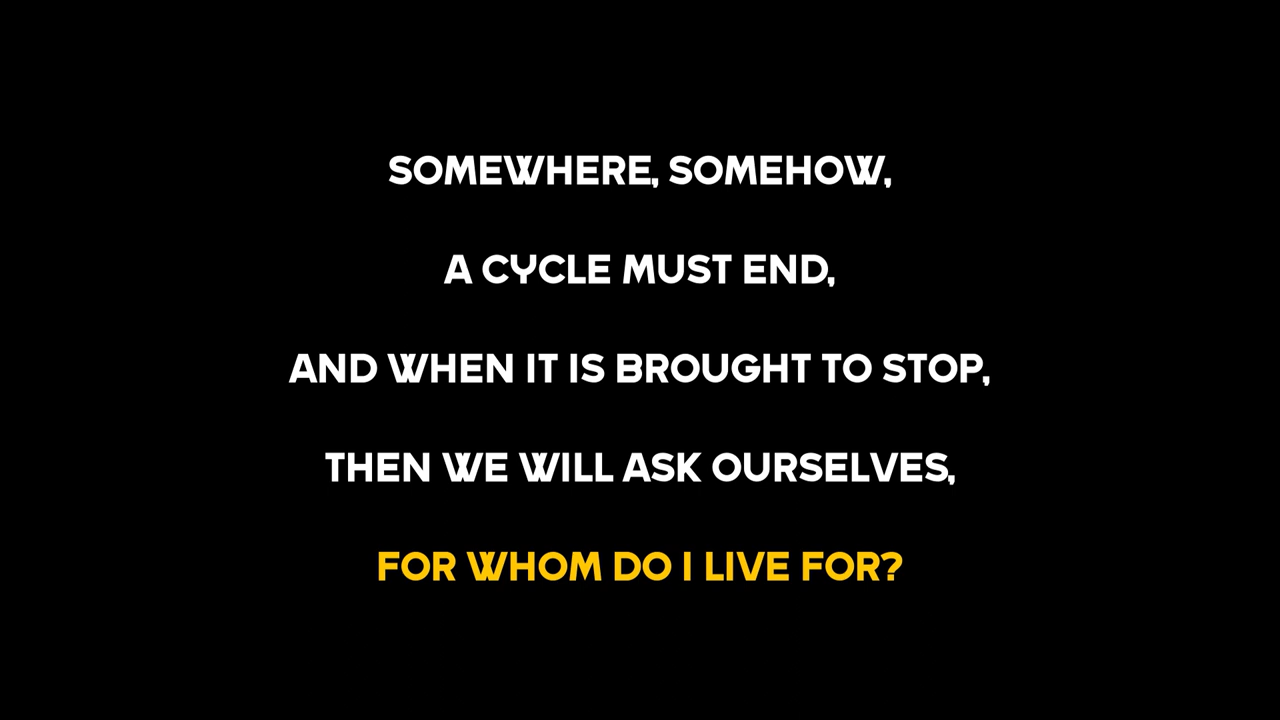 SOMEWHERE, SOMEHOW,
A CYCLE MUST END,
AND WHEN IT IS BROUGHT TO STOP,
THEN WE WILL ASK OURSELVES,
FOR WHOM DO I LIVE FOR?